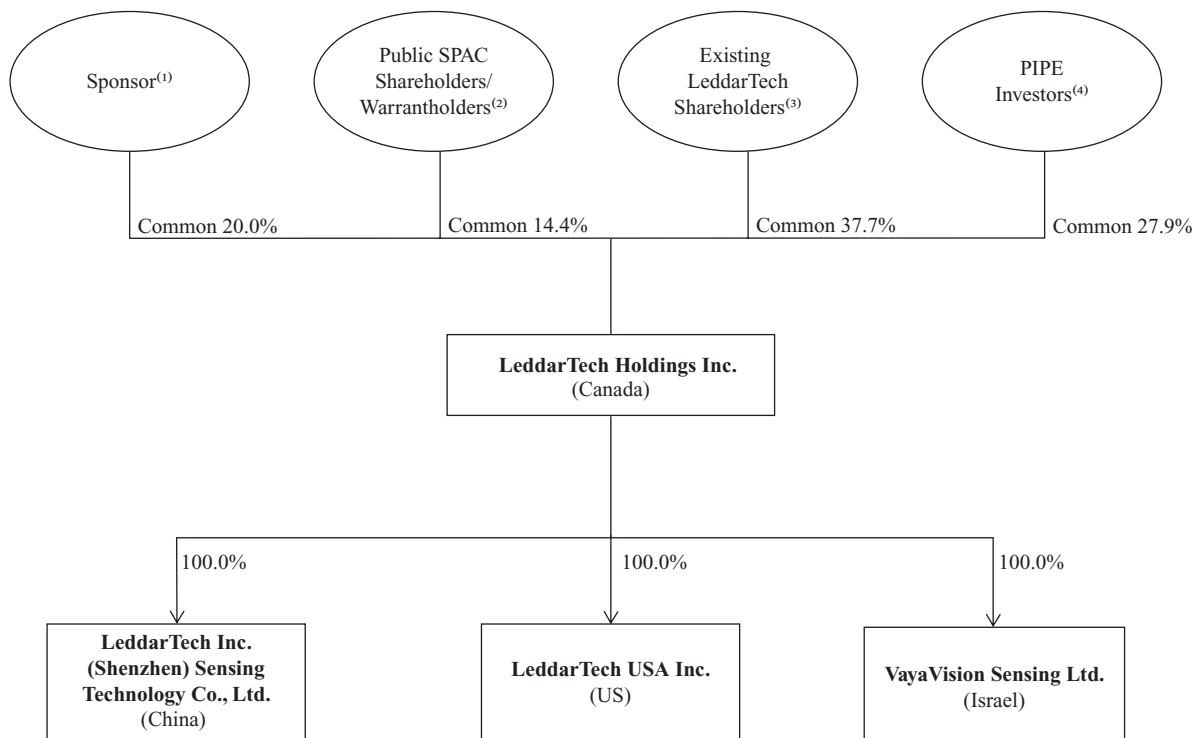 Sponsor⁽¹⁾
Public SPAC
Shareholders/
Warrantholders⁽²⁾
Existing
LeddarTech
Shareholders⁽³⁾
PIPE
Investors⁽⁴⁾
Common 20.0%
Common 14.4%
Common 37.7%
Common 27.9%
LeddarTech Holdings Inc.
(Canada)
100.0%
100.0%
100.0%
LeddarTech Inc.
(Shenzhen) Sensing
Technology Co., Ltd.
(China)
LeddarTech USA Inc.
(US)
VayaVision Sensing Ltd.
(Israel)